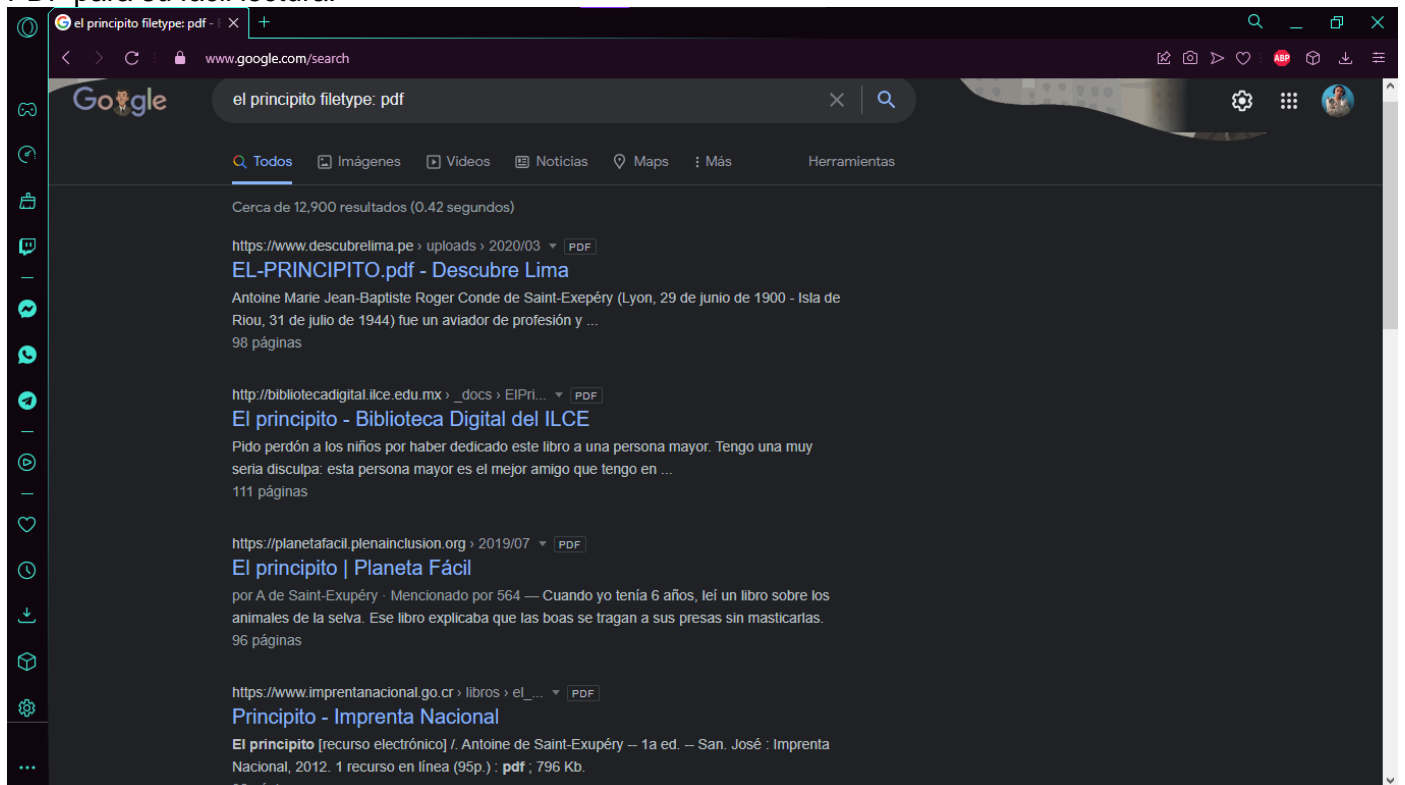 PDF para su fácil lectura.
el principito filetype: pdf -
www.google.com/search
ABP
Google
el principito filetype: pdf
Todos Imágenes Videos Noticias Maps Más Herramientas
Cerca de 12,900 resultados (0.42 segundos)
https://www.descubrelima.pe › uploads › 2020/03 PDF
EL-PRINCIPITO.pdf - Descubre Lima
Antoine Marie Jean-Baptiste Roger Conde de Saint-Exepéry (Lyon, 29 de junio de 1900 - Isla de
Riou, 31 de julio de 1944) fue un aviador de profesión y ...
98 páginas
http://bibliotecadigital.ilce.edu.mx › _docs › ElPri... PDF
El principito - Biblioteca Digital del ILCE
Pido perdón a los niños por haber dedicado este libro a una persona mayor. Tengo una muy
seria disculpa: esta persona mayor es el mejor amigo que tengo en ...
111 páginas
https://planetafacil.plenainclusion.org › 2019/07 PDF
El principito | Planeta Fácil
por A de Saint-Exupéry · Mencionado por 564 — Cuando yo tenía 6 años, leí un libro sobre los
animales de la selva. Ese libro explicaba que las boas se tragan a sus presas sin masticarlas.
96 páginas
https://www.imprentanacional.go.cr › libros › el_... PDF
Principito - Imprenta Nacional
El principito [recurso electrónico] /. Antoine de Saint-Exupéry -- 1a ed. -- San. José : Imprenta
Nacional, 2012. 1 recurso en línea (95p.) : pdf ; 796 Kb.